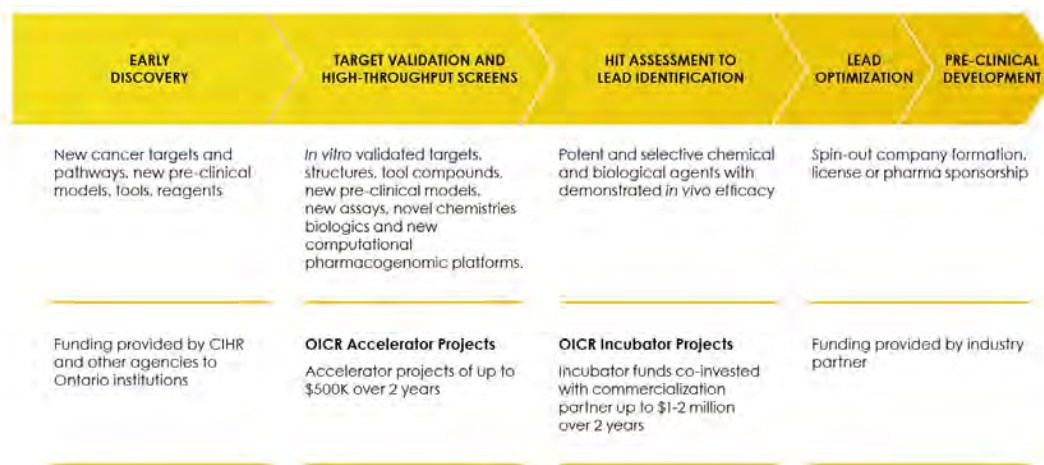 EARLY
DISCOVERY
TARGET VALIDATION AND
HIGH-THROUGHPUT SCREENS
HIT ASSESSMENT TO
LEAD IDENTIFICATION
LEAD
OPTIMIZATION
PRE-CLINICAL
DEVELOPMENT
New cancer targets and
pathways, new pre-clinical
models, tools, reagents
In vitro validated targets,
structures, tool compounds,
new pre-clinical models,
new assays, novel chemistries
biologics and new
computational
pharmacogenomic platforms.
Potent and selective chemical
and biological agents with
demonstrated in vivo efficacy
Spin-out company formation,
license or pharma sponsorship
Funding provided by CIHR
and other agencies to
Ontario institutions
OICR Accelerator Projects
Accelerator projects of up to
$500K over 2 years
OICR Incubator Projects
Incubator funds co-invested
with commercialization
partner up to $1-2 million
over 2 years
Funding provided by industry
partner